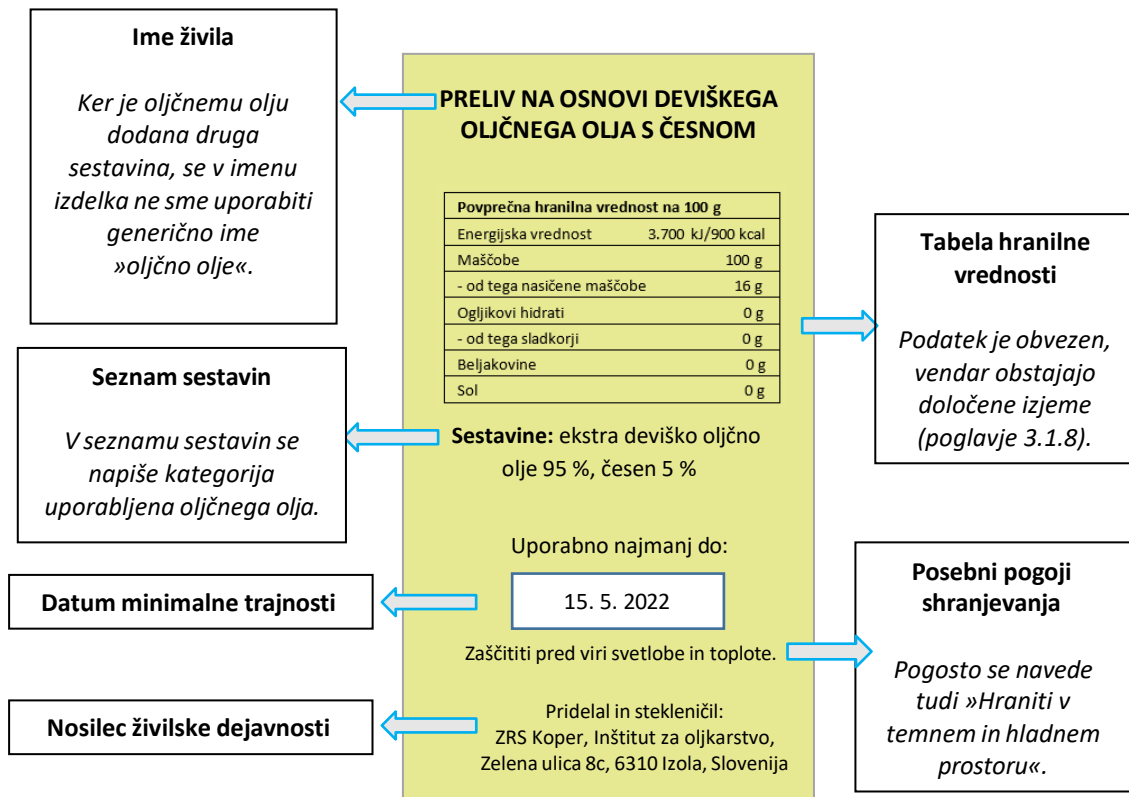 Ime živila
Ker je oljčnemu olju
dodana druga
sestavina, se v imenu
izdelka ne sme uporabiti
generično ime
»oljčno olje«.
Seznam sestavin
V seznamu sestavin se
napiše kategorija
uporabljena oljčnega olja.
Datum minimalne trajnosti
Nosilec živilske dejavnosti
PRELIV NA OSNOVI DEVIŠKEGA
OLJČNEGA OLJA S ČESNOM
Povprečna hranilna vrednost na 100 g
Energijska vrednost 3.700 kJ/900 kcal
Maščobe 100 g
- od tega nasičene maščobe 16 g
Ogljikovi hidrati 0 g
- od tega sladkorji 0 g
Beljakovine 0 g
Sol 0 g
Sestavine: ekstra deviško oljčno
olje 95 %, česen 5 %
Uporabno najmanj do:
15. 5. 2022
Zaščititi pred viri svetlobe in toplote.
Pridelal in stekleničil:
ZRS Koper, Inštitut za oljkarstvo,
Zelena ulica 8c, 6310 Izola, Slovenija
Tabela hranilne
vrednosti
Podatek je obvezen,
vendar obstajajo
določene izjeme
(poglavje 3.1.8).
Posebni pogoji
shranjevanja
Pogosto se navede
tudi »Hraniti v
temnem in hladnem
prostoru«.